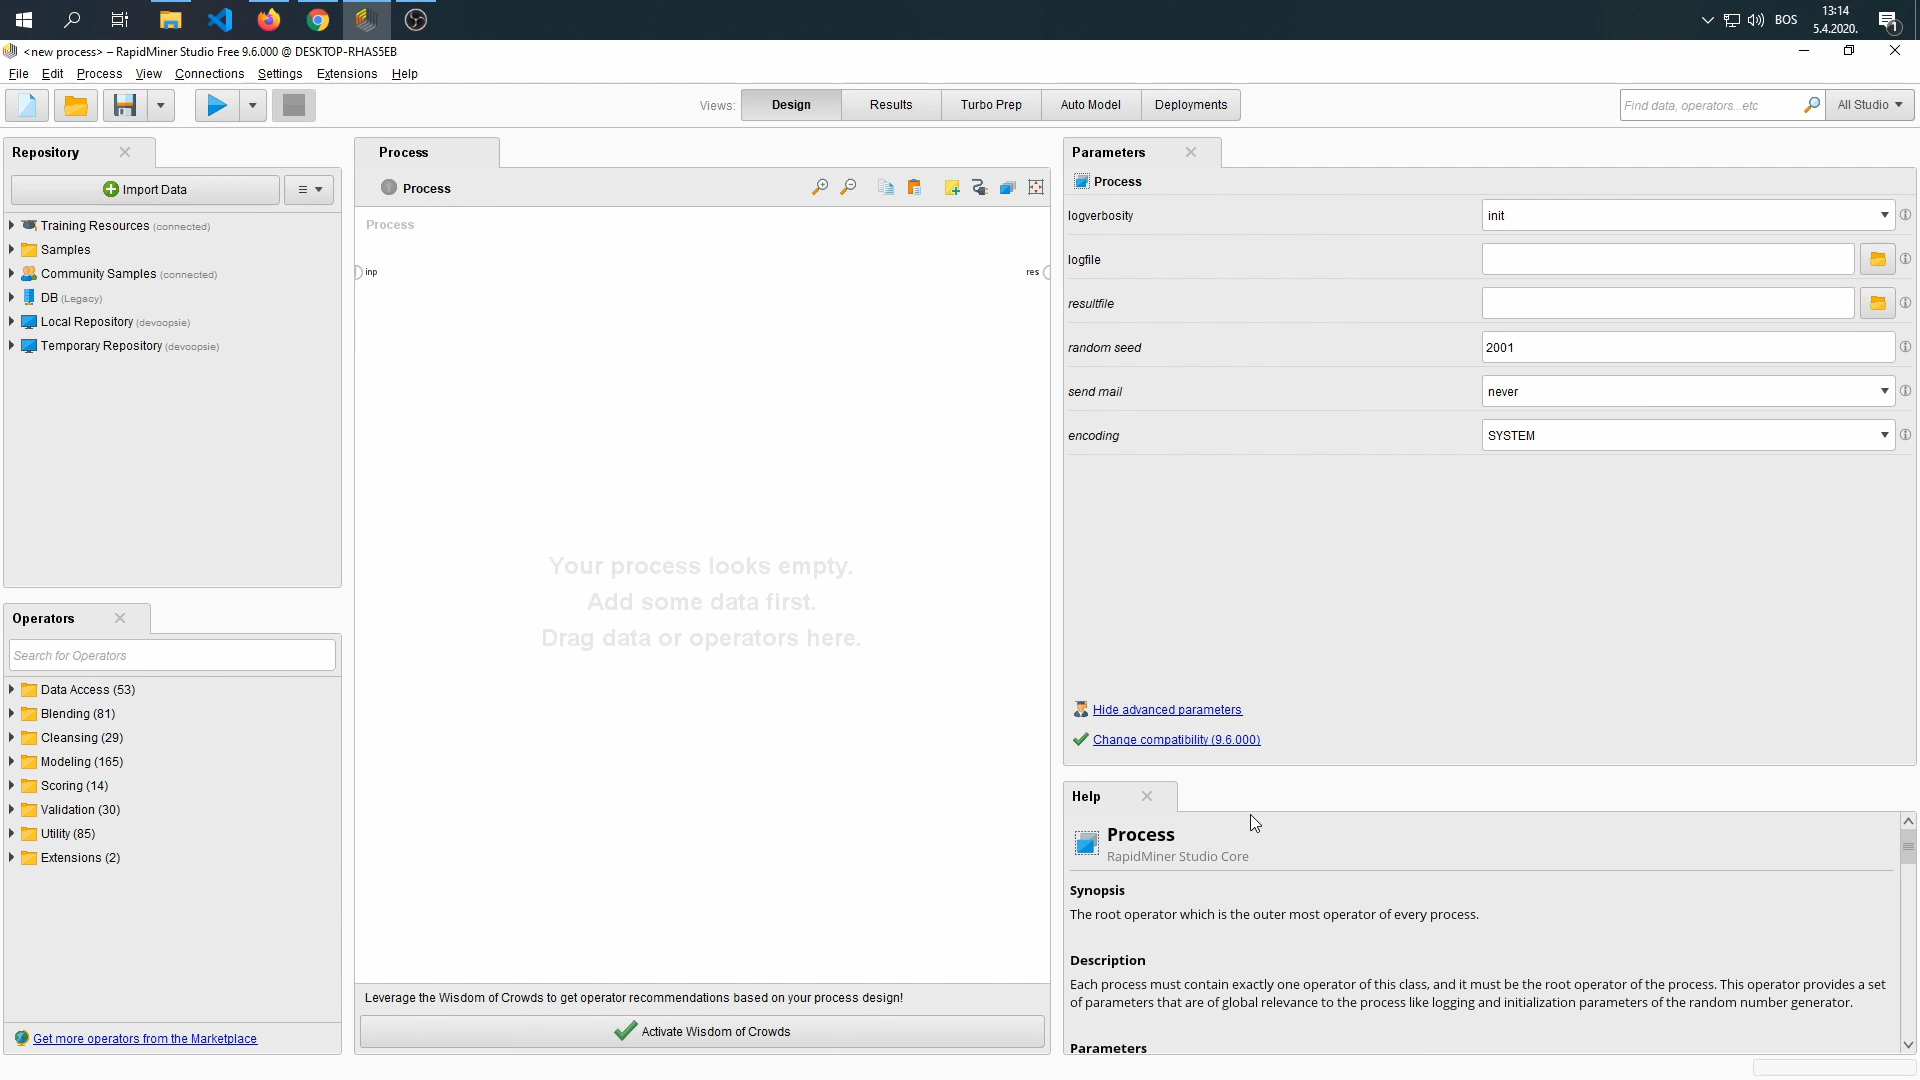 BOS
13:14
5.4.2020.
1
<new process> – RapidMiner Studio Free 9.6.000 @ DESKTOP-RHAS5EB
File Edit Process View Connections Settings Extensions Help
Views: Design Results Turbo Prep Auto Model Deployments
Find data, operators...etc
All Studio
Repository
Import Data
Training Resources (connected)
Samples
Community Samples (connected)
DB (Legacy)
Local Repository (devoopsie)
Temporary Repository (devoopsie)
Operators
Search for Operators
Data Access (53)
Blending (81)
Cleansing (29)
Modeling (165)
Scoring (14)
Validation (30)
Utility (85)
Extensions (2)
Get more operators from the Marketplace
Process
Process
Process
inp
res
Your process looks empty.
Add some data first.
Drag data or operators here.
Leverage the Wisdom of Crowds to get operator recommendations based on your process design!
Activate Wisdom of Crowds
Parameters
Process
logverbosity init
logfile
resultfile
random seed 2001
send mail never
encoding SYSTEM
Hide advanced parameters
Change compatibility (9.6.000)
Help
Process
RapidMiner Studio Core
Synopsis
The root operator which is the outer most operator of every process.
Description
Each process must contain exactly one operator of this class, and it must be the root operator of the process. This operator provides a set
of parameters that are of global relevance to the process like logging and initialization parameters of the random number generator.
Parameters